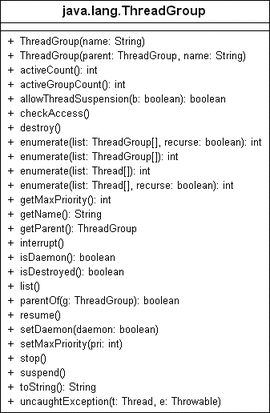 java.lang.ThreadGroup
+ ThreadGroup(name: String)
+ ThreadGroup(parent: ThreadGroup, name: String)
+ activeCount(): int
+ activeGroupCount(): int
+ allowThreadSuspension(b: boolean): boolean
+ checkAccess()
+ destroy()
+ enumerate(list: ThreadGroup[], recurse: boolean): int
+ enumerate(list: ThreadGroup[]): int
+ enumerate(list: Thread[]): int
+ enumerate(list: Thread[], recurse: boolean): int
+ getMaxPriority(): int
+ getName(): String
+ getParent(): ThreadGroup
+ interrupt()
+ isDaemon(): boolean
+ isDestroyed(): boolean
+ list()
+ parentOf(g: ThreadGroup): boolean
+ resume()
+ setDaemon(daemon: boolean)
+ setMaxPriority(pri: int)
+ stop()
+ suspend()
+ toString(): String
+ uncaughtException(t: Thread, e: Throwable)